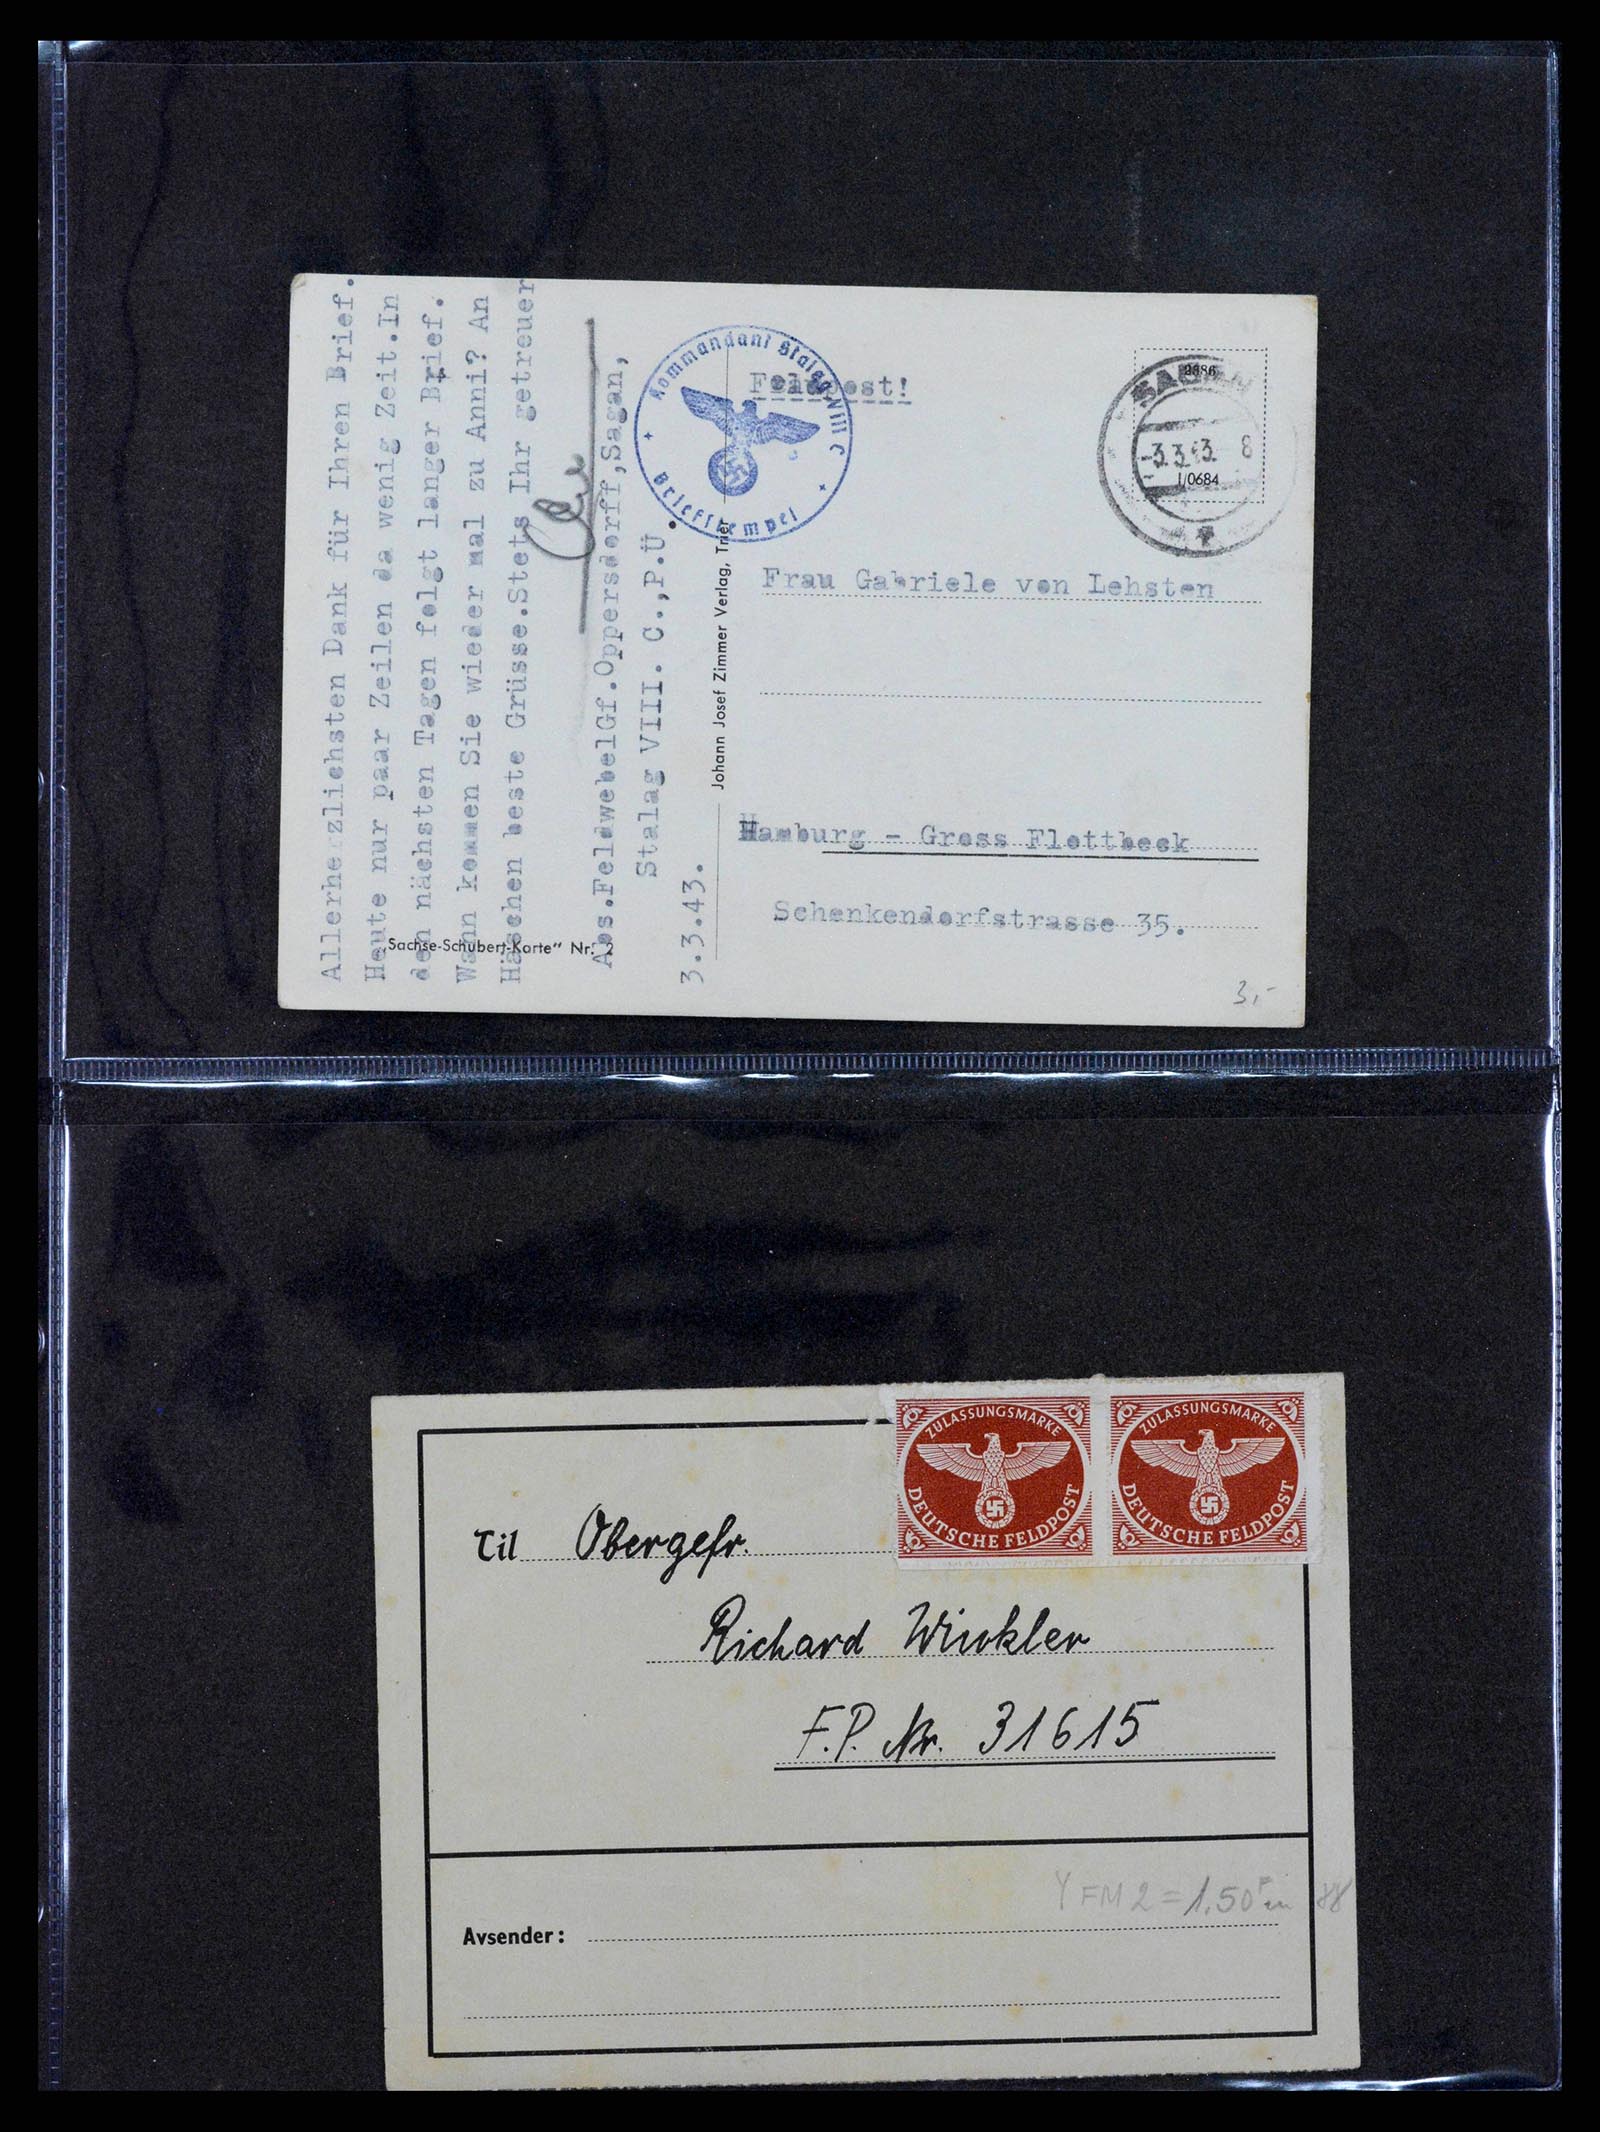 Allerherzlichsten Dank für Ihren Brief.
Heute nur paar Zeilen da wenig Zeit.In
den nächsten Tagen folgt langer Brief.
Wann kommen Sie wieder mal zu Anni? An
Häschen beste Grüsse.Stets Ihr getreuer
Abs.FeldwebelGf.Oppersdorff,Sagan,
Stalag VIII. C.,P.Ü.
3.3.43.
„Sachse-Schubert-Karte“ Nr. 2
Johann Josef Zimmer Verlag, Trier
Kommandant Stalag VIII C
Briefstempel
Feldpost!
SAGAN
-3.3.43. 8
2886
I/0684
Frau Gabriele von Lehsten
Hamburg - Gross Flottbeck
Schenkendorfstrasse 35.
3,-
ZULASSUNGSMARKE
DEUTSCHE FELDPOST
ZULASSUNGSMARKE
DEUTSCHE FELDPOST
Til Obergefr.
Richard Winkler
F.P. Nr. 31615
Y FM 2 = 1.50
Avsender: